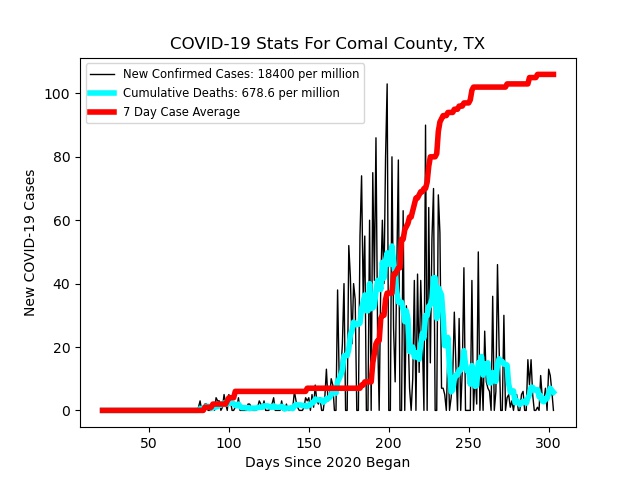 COVID-19 Stats For Comal County, TX
New Confirmed Cases: 18400 per million
Cumulative Deaths: 678.6 per million
7 Day Case Average
New COVID-19 Cases
100
80
60
40
20
0
50 100 150 200 250 300
Days Since 2020 Began